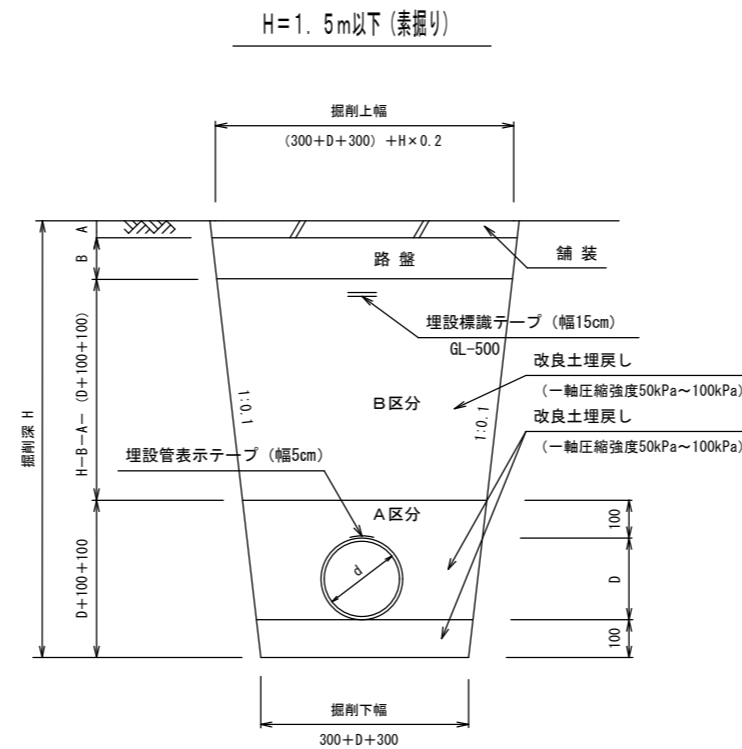 H=1．5m以下(素掘り)
掘削上幅
(300+D+300) +H×0.2
A
B
路 盤
舗 装
埋設標識テープ (幅15cm)
GL-500
改良土埋戻し
(一軸圧縮強度50kPa～100kPa)
B区分
1:0.1
1:0.1
改良土埋戻し
(一軸圧縮強度50kPa～100kPa)
掘削深 H
H-B-A- (D+100+100)
埋設管表示テープ (幅5cm)
A区分
100
d
D
D+100+100
100
掘削下幅
300+D+300